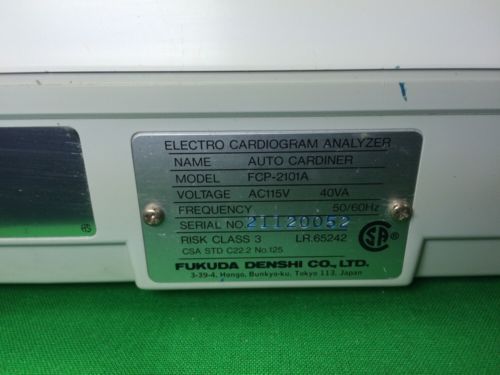 ELECTRO CARDIOGRAM ANALYZER
NAME AUTO CARDINER
MODEL FCP-2101A
VOLTAGE AC115V 40VA
FREQUENCY 50/60Hz
SERIAL NO. 21120052
RISK CLASS 3 LR.65242
CSA STD C22.2 No.125
SA
FUKUDA DENSHI CO., LTD.
3-39-4, Hongo, Bunkyo-ku, Tokyo 113, Japan